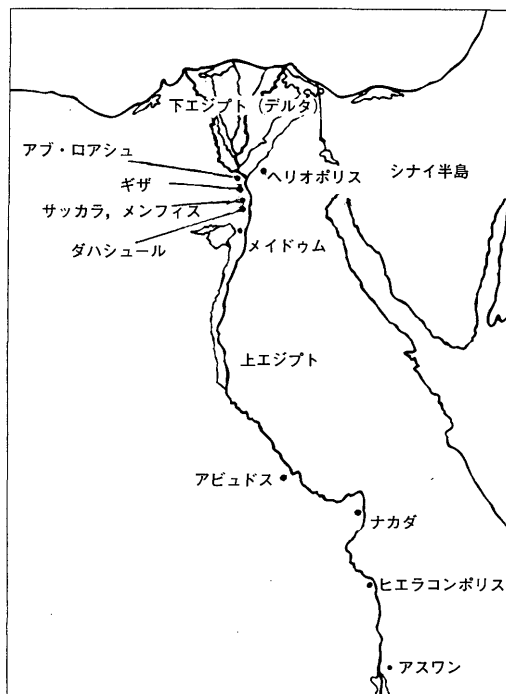 下エジプト (デルタ)
アブ・ロアシュ
ヘリオポリス
シナイ半島
ギザ
サッカラ,メンフィス
ダハシュール
メイドゥム
上エジプト
アビュドス
ナカダ
ヒエラコンポリス
アスワン